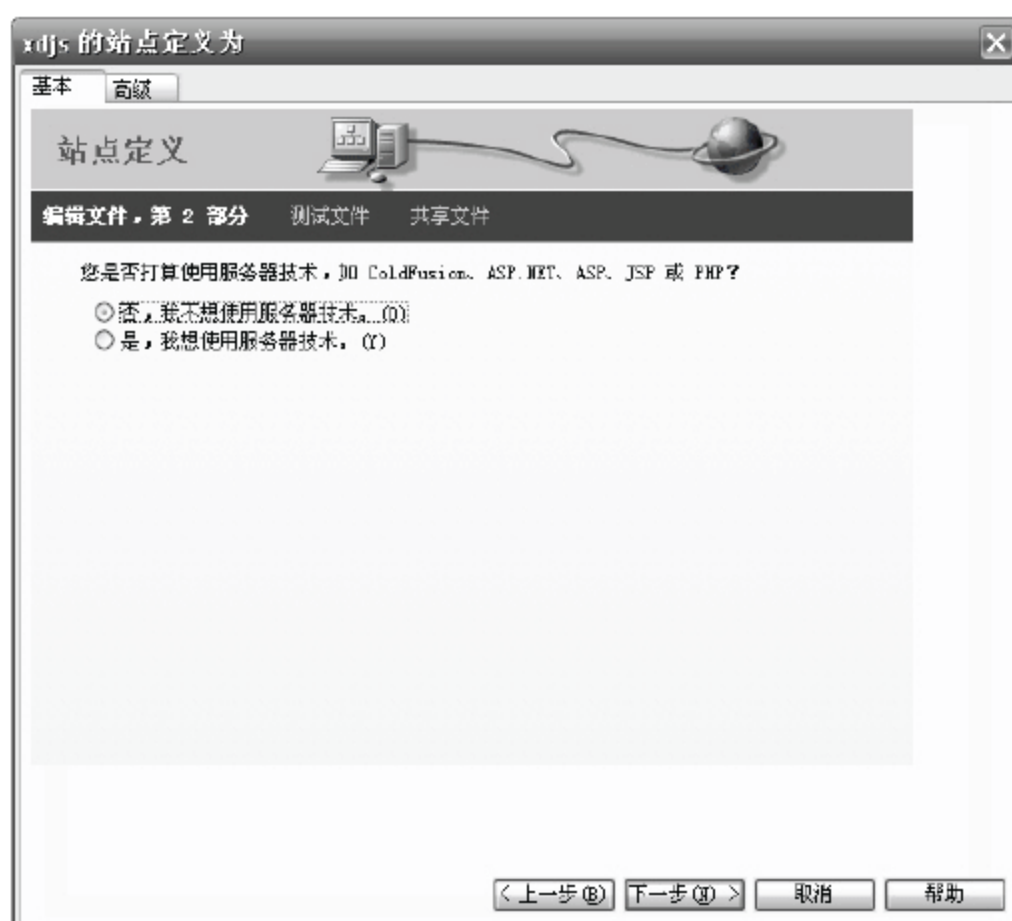 xdjs 的站点定义为
基本 高级
站点定义
编辑文件，第 2 部分 测试文件 共享文件
您是否打算使用服务器技术，如 ColdFusion、ASP.NET、ASP、JSP 或 PHP？
否，我不想使用服务器技术。(O)
是，我想使用服务器技术。(Y)
< 上一步(B) 下一步(N) > 取消 帮助